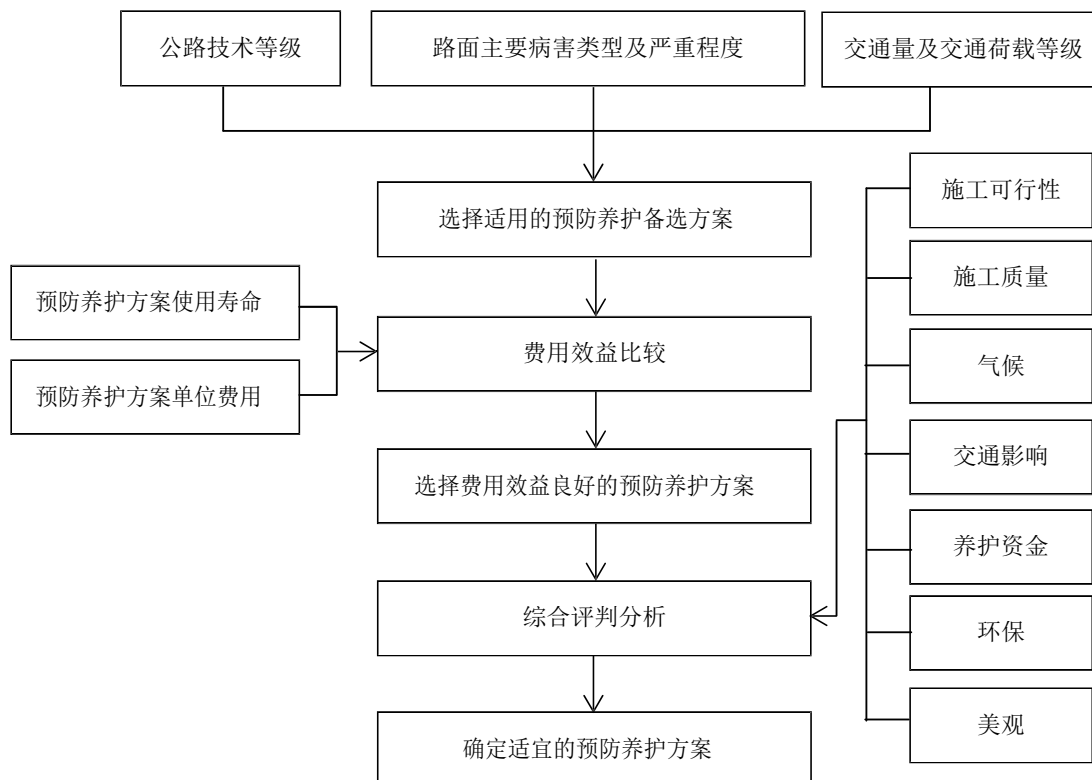 公路技术等级
路面主要病害类型及严重程度
交通量及交通荷载等级
施工可行性
选择适用的预防养护备选方案
施工质量
预防养护方案使用寿命
费用效益比较
气候
预防养护方案单位费用
交通影响
选择费用效益良好的预防养护方案
养护资金
综合评判分析
环保
美观
确定适宜的预防养护方案